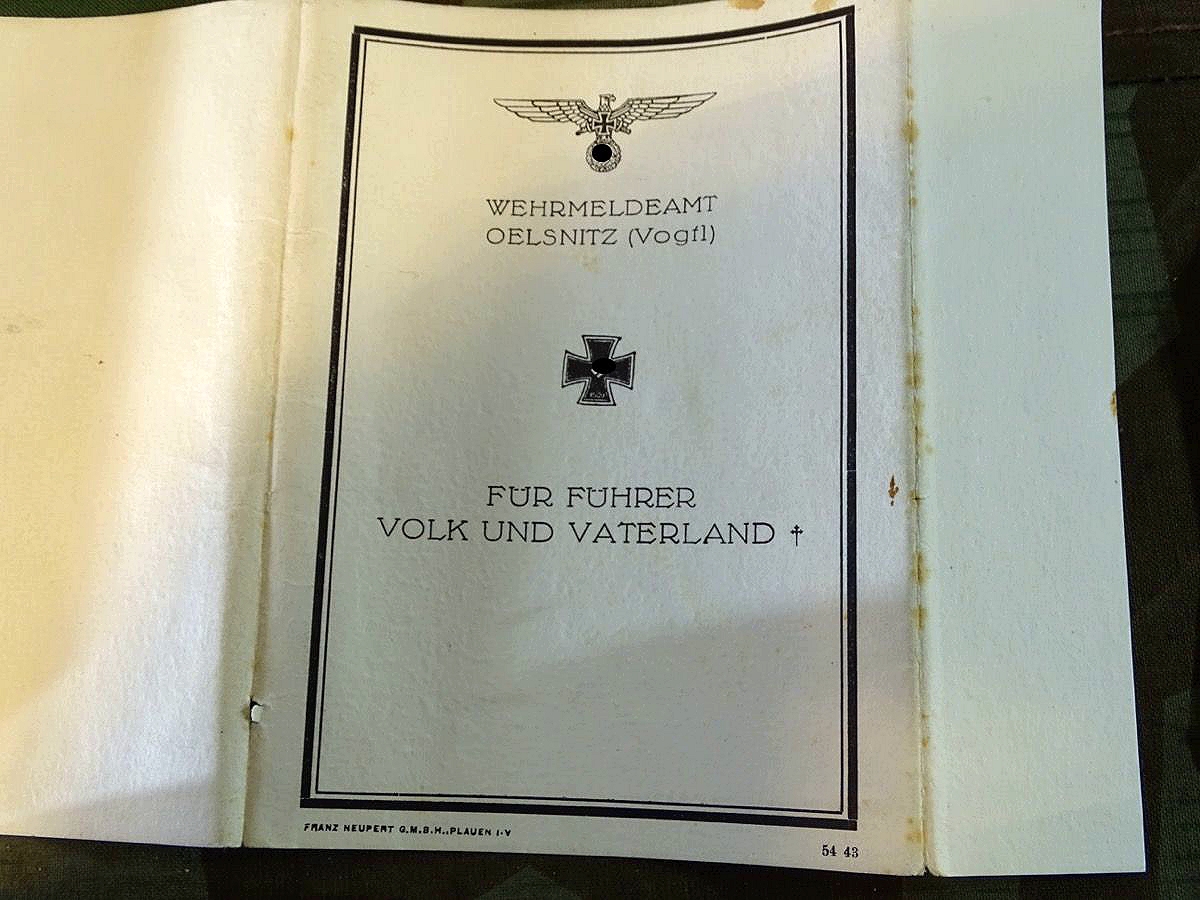 WEHRMELDEAMT
OELSNITZ (Vogtl)
FÜR FÜHRER
VOLK UND VATERLAND †
FRANZ NEUPERT G.M.B.H., PLAUEN I·V
54 43